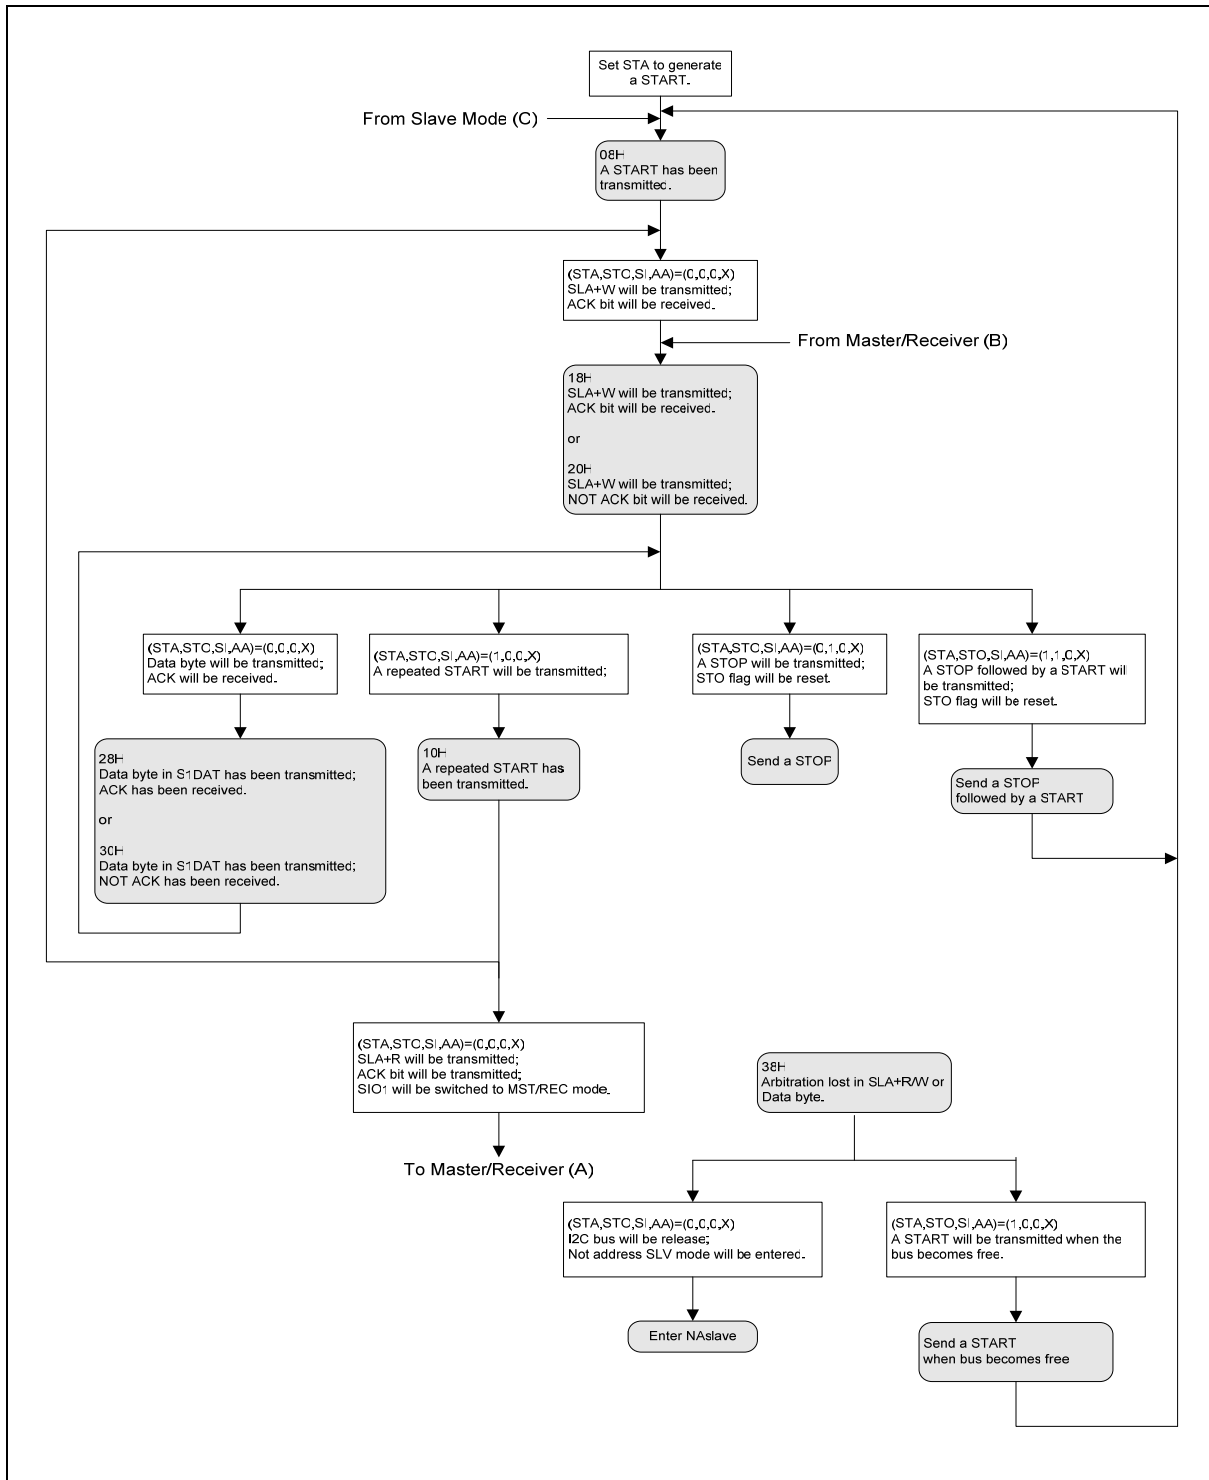 Set STA to generate
a START.
From Slave Mode (C)
08H
A START has been
transmitted.
(STA,STO,SI,AA)=(0,0,0,X)
SLA+W will be transmitted;
ACK bit will be received.
From Master/Receiver (B)
18H
SLA+W will be transmitted;
ACK bit will be received.
or
20H
SLA+W will be transmitted;
NOT ACK bit will be received.
(STA,STO,SI,AA)=(0,0,0,X)
Data byte will be transmitted;
ACK will be received.
(STA,STO,SI,AA)=(1,0,0,X)
A repeated START will be transmitted;
(STA,STO,SI,AA)=(0,1,0,X)
A STOP will be transmitted;
STO flag will be reset.
(STA,STO,SI,AA)=(1,1,0,X)
A STOP followed by a START will
be transmitted;
STO flag will be reset.
28H
Data byte in S1DAT has been transmitted;
ACK has been received.
or
30H
Data byte in S1DAT has been transmitted;
NOT ACK has been received.
10H
A repeated START has
been transmitted.
Send a STOP
Send a STOP
followed by a START
(STA,STO,SI,AA)=(0,0,0,X)
SLA+R will be transmitted;
ACK bit will be transmitted;
SIO1 will be switched to MST/REC mode.
To Master/Receiver (A)
38H
Arbitration lost in SLA+R/W or
Data byte.
(STA,STO,SI,AA)=(0,0,0,X)
I2C bus will be release;
Not address SLV mode will be entered.
(STA,STO,SI,AA)=(1,0,0,X)
A START will be transmitted when the
bus becomes free.
Enter NAslave
Send a START
when bus becomes free